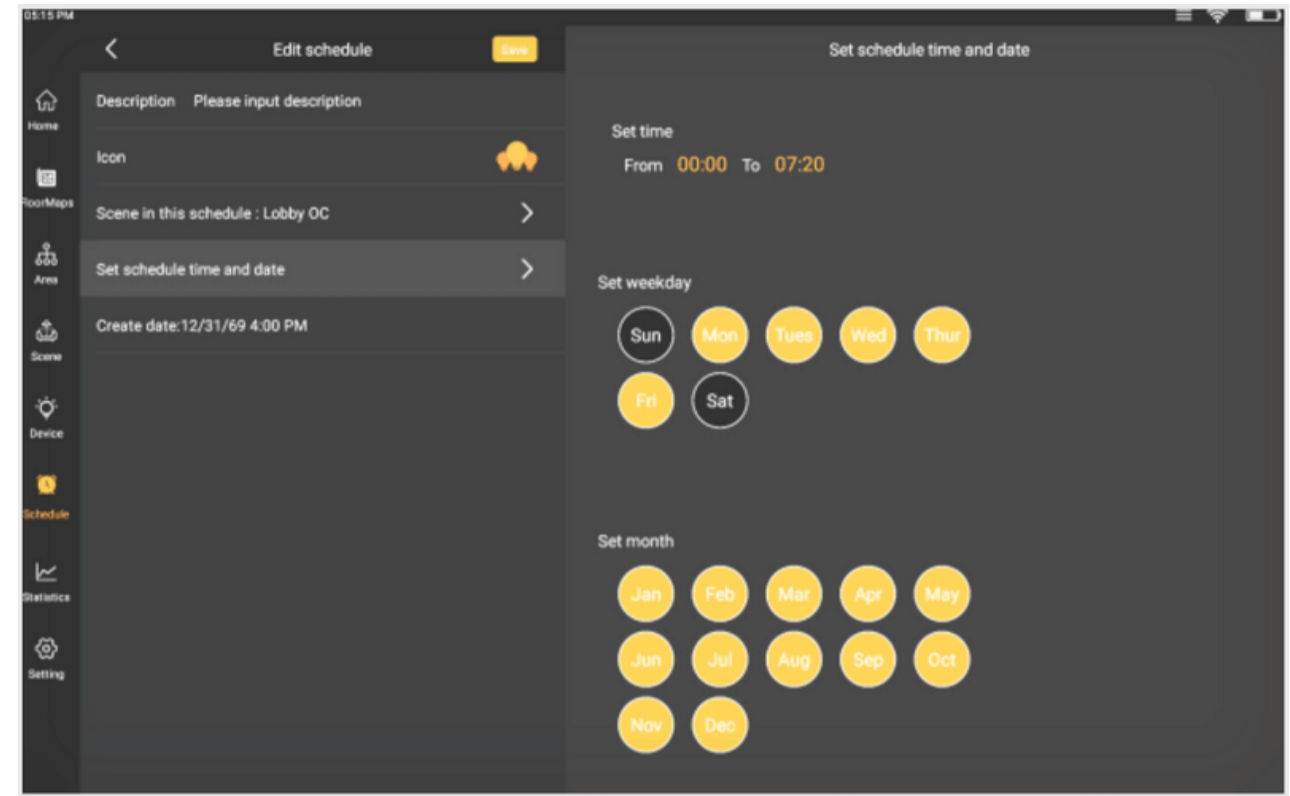 05:15 PM
Edit schedule
Save
Set schedule time and date
Home
FloorMaps
Area
Scene
Device
Schedule
Statistics
Setting
Description Please input description
Icon
Scene in this schedule : Lobby OC
Set schedule time and date
Create date:12/31/69 4:00 PM
Set time
From 00:00 To 07:20
Set weekday
Sun Mon Tues Wed Thur
Fri Sat
Set month
Jan Feb Mar Apr May
Jun Jul Aug Sep Oct
Nov Dec